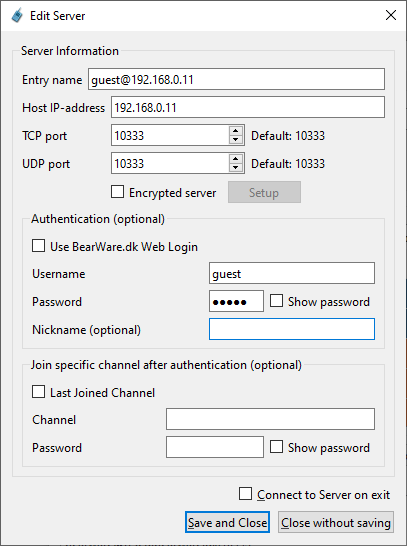 Edit Server
Server Information
Entry name guest@192.168.0.11
Host IP-address 192.168.0.11
TCP port 10333 Default: 10333
UDP port 10333 Default: 10333
Encrypted server Setup
Authentication (optional)
Use BearWare.dk Web Login
Username guest
Password ●●●●● Show password
Nickname (optional)
Join specific channel after authentication (optional)
Last Joined Channel
Channel
Password Show password
Connect to Server on exit
Save and Close Close without saving